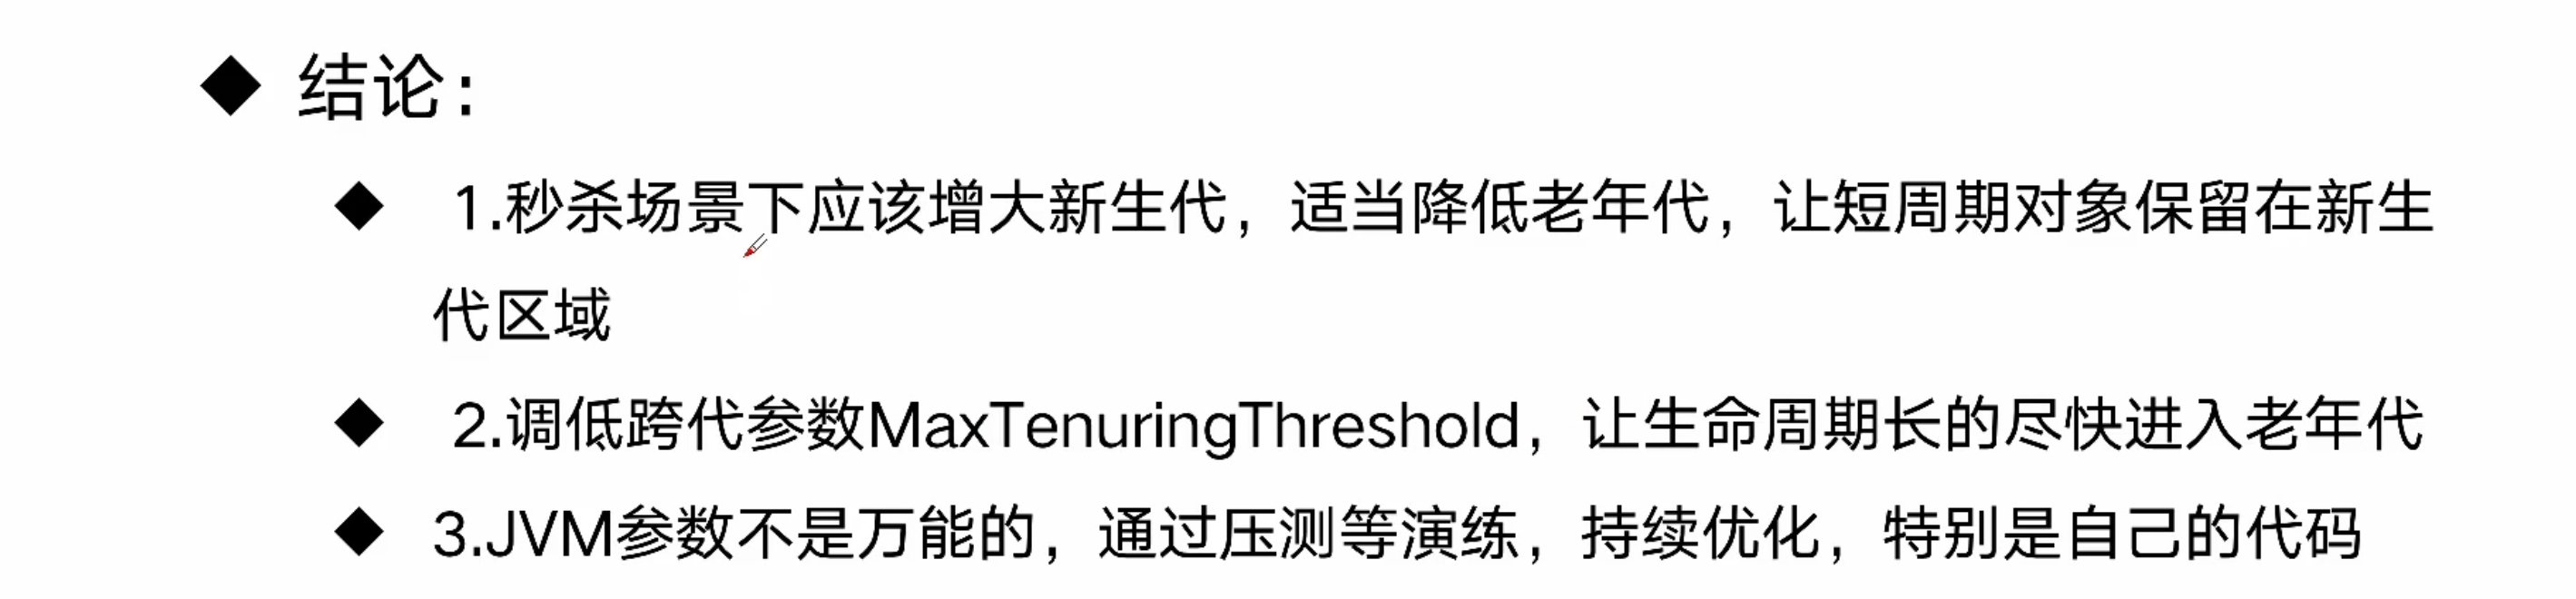 ◆ 结论：
◆ 1.秒杀场景下应该增大新生代，适当降低老年代，让短周期对象保留在新生
代区域
◆ 2.调低跨代参数MaxTenuringThreshold，让生命周期长的尽快进入老年代
◆ 3.JVM参数不是万能的，通过压测等演练，持续优化，特别是自己的代码